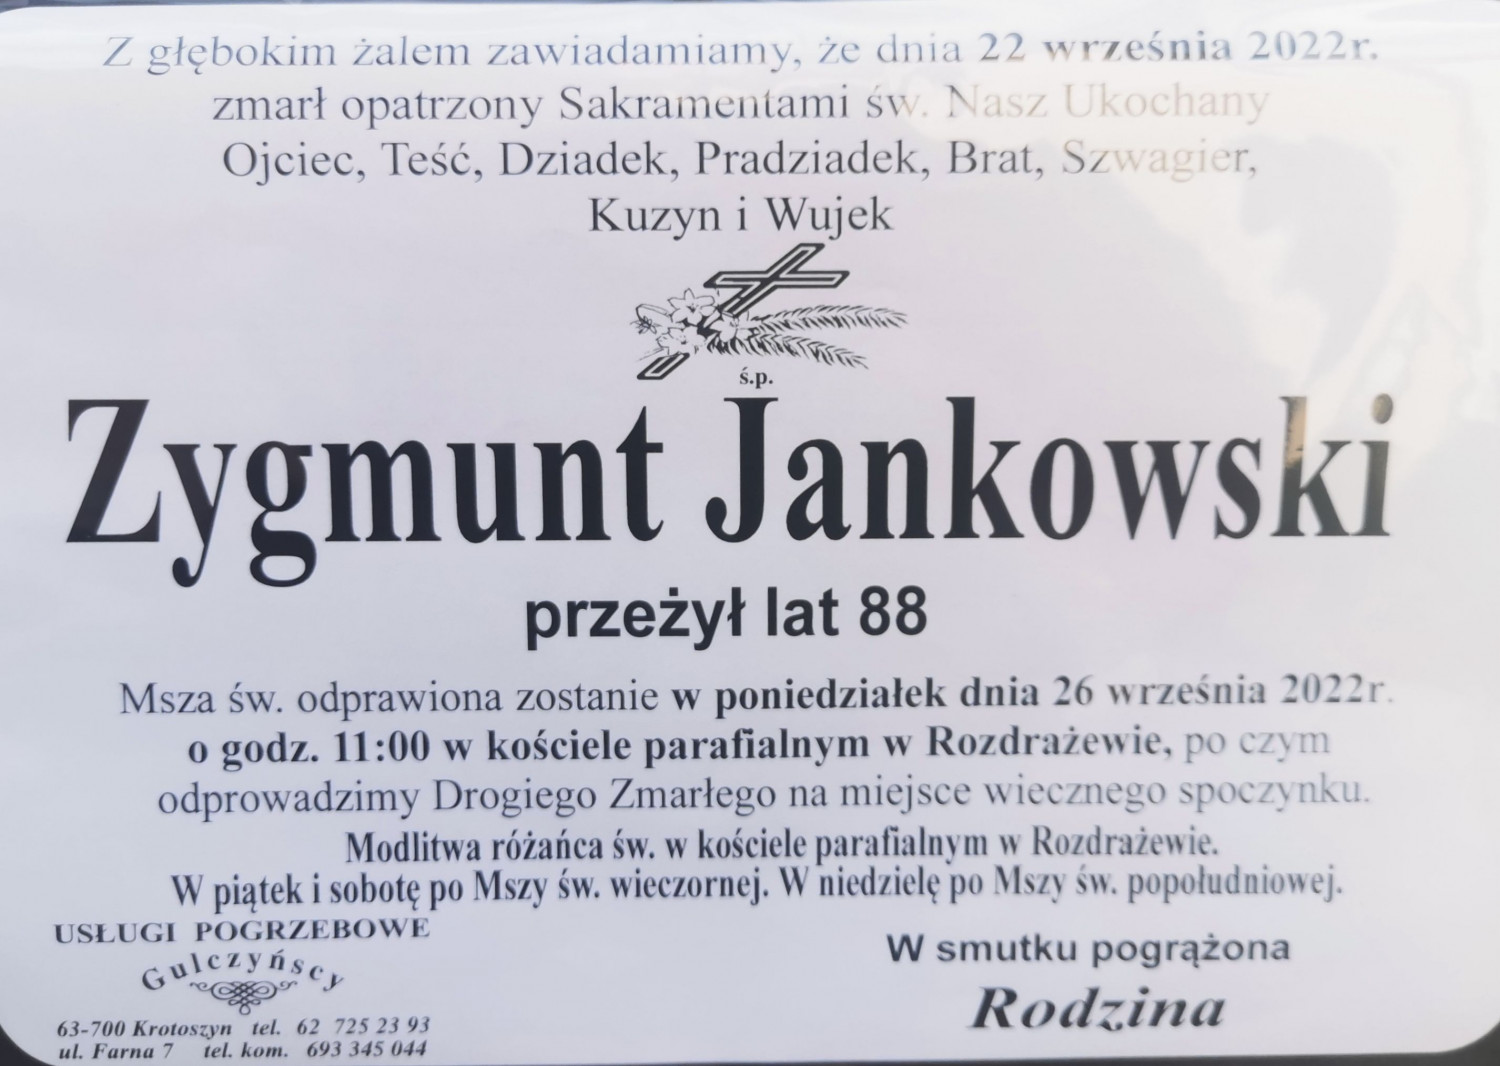 Z głębokim żalem zawiadamiamy, że dnia 22 września 2022r.
zmarł opatrzony Sakramentami św. Nasz Ukochany
Ojciec, Teść, Dziadek, Pradziadek, Brat, Szwagier,
Kuzyn i Wujek
ś.p.
Zygmunt Jankowski
przeżył lat 88
Msza św. odprawiona zostanie w poniedziałek dnia 26 września 2022r.
o godz. 11:00 w kościele parafialnym w Rozdrażewie, po czym
odprowadzimy Drogiego Zmarłego na miejsce wiecznego spoczynku.
Modlitwa różańca św. w kościele parafialnym w Rozdrażewie.
W piątek i sobotę po Mszy św. wieczornej. W niedzielę po Mszy św. popołudniowej.
USŁUGI POGRZEBOWE
Gulczyńscy
63-700 Krotoszyn tel. 62 725 23 93
ul. Farna 7 tel. kom. 693 345 044
W smutku pogrążona
Rodzina